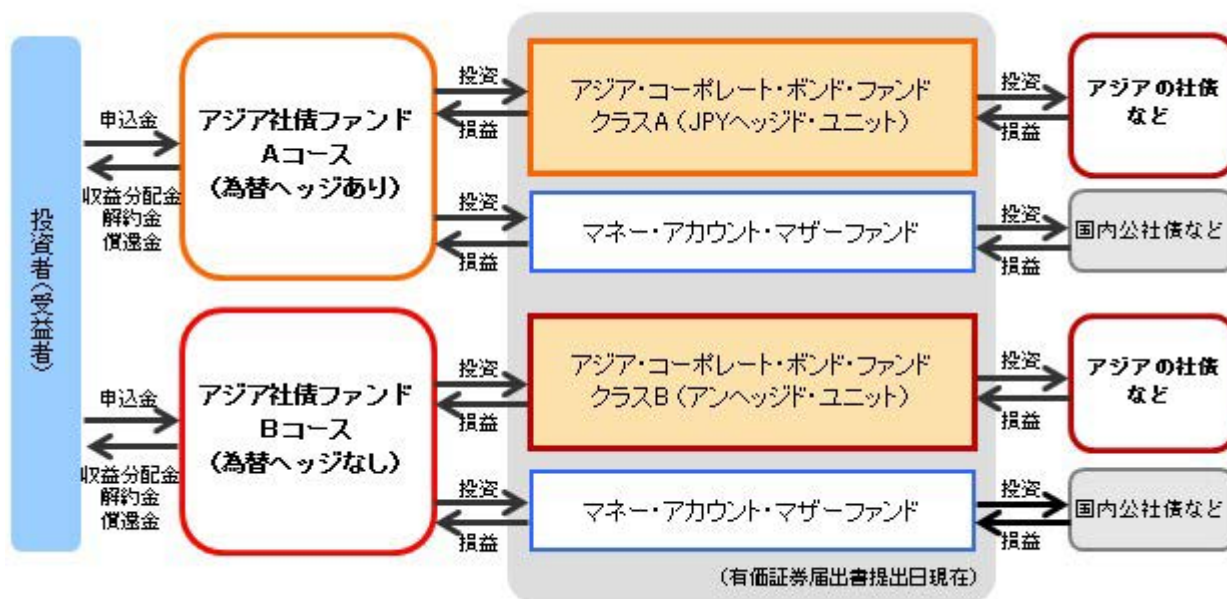 投資者(受益者)
申込金
収益分配金
解約金
償還金
アジア社債ファンド
Aコース
(為替ヘッジあり)
投資
損益
アジア・コーポレート・ボンド・ファンド
クラスA(JPYヘッジド・ユニット)
投資
損益
アジアの社債
など
投資
損益
マネー・アカウント・マザーファンド
投資
損益
国内公社債など
申込金
収益分配金
解約金
償還金
アジア社債ファンド
Bコース
(為替ヘッジなし)
投資
損益
アジア・コーポレート・ボンド・ファンド
クラスB(アンヘッジド・ユニット)
投資
損益
アジアの社債
など
投資
損益
マネー・アカウント・マザーファンド
投資
損益
国内公社債など
(有価証券届出書提出日現在)